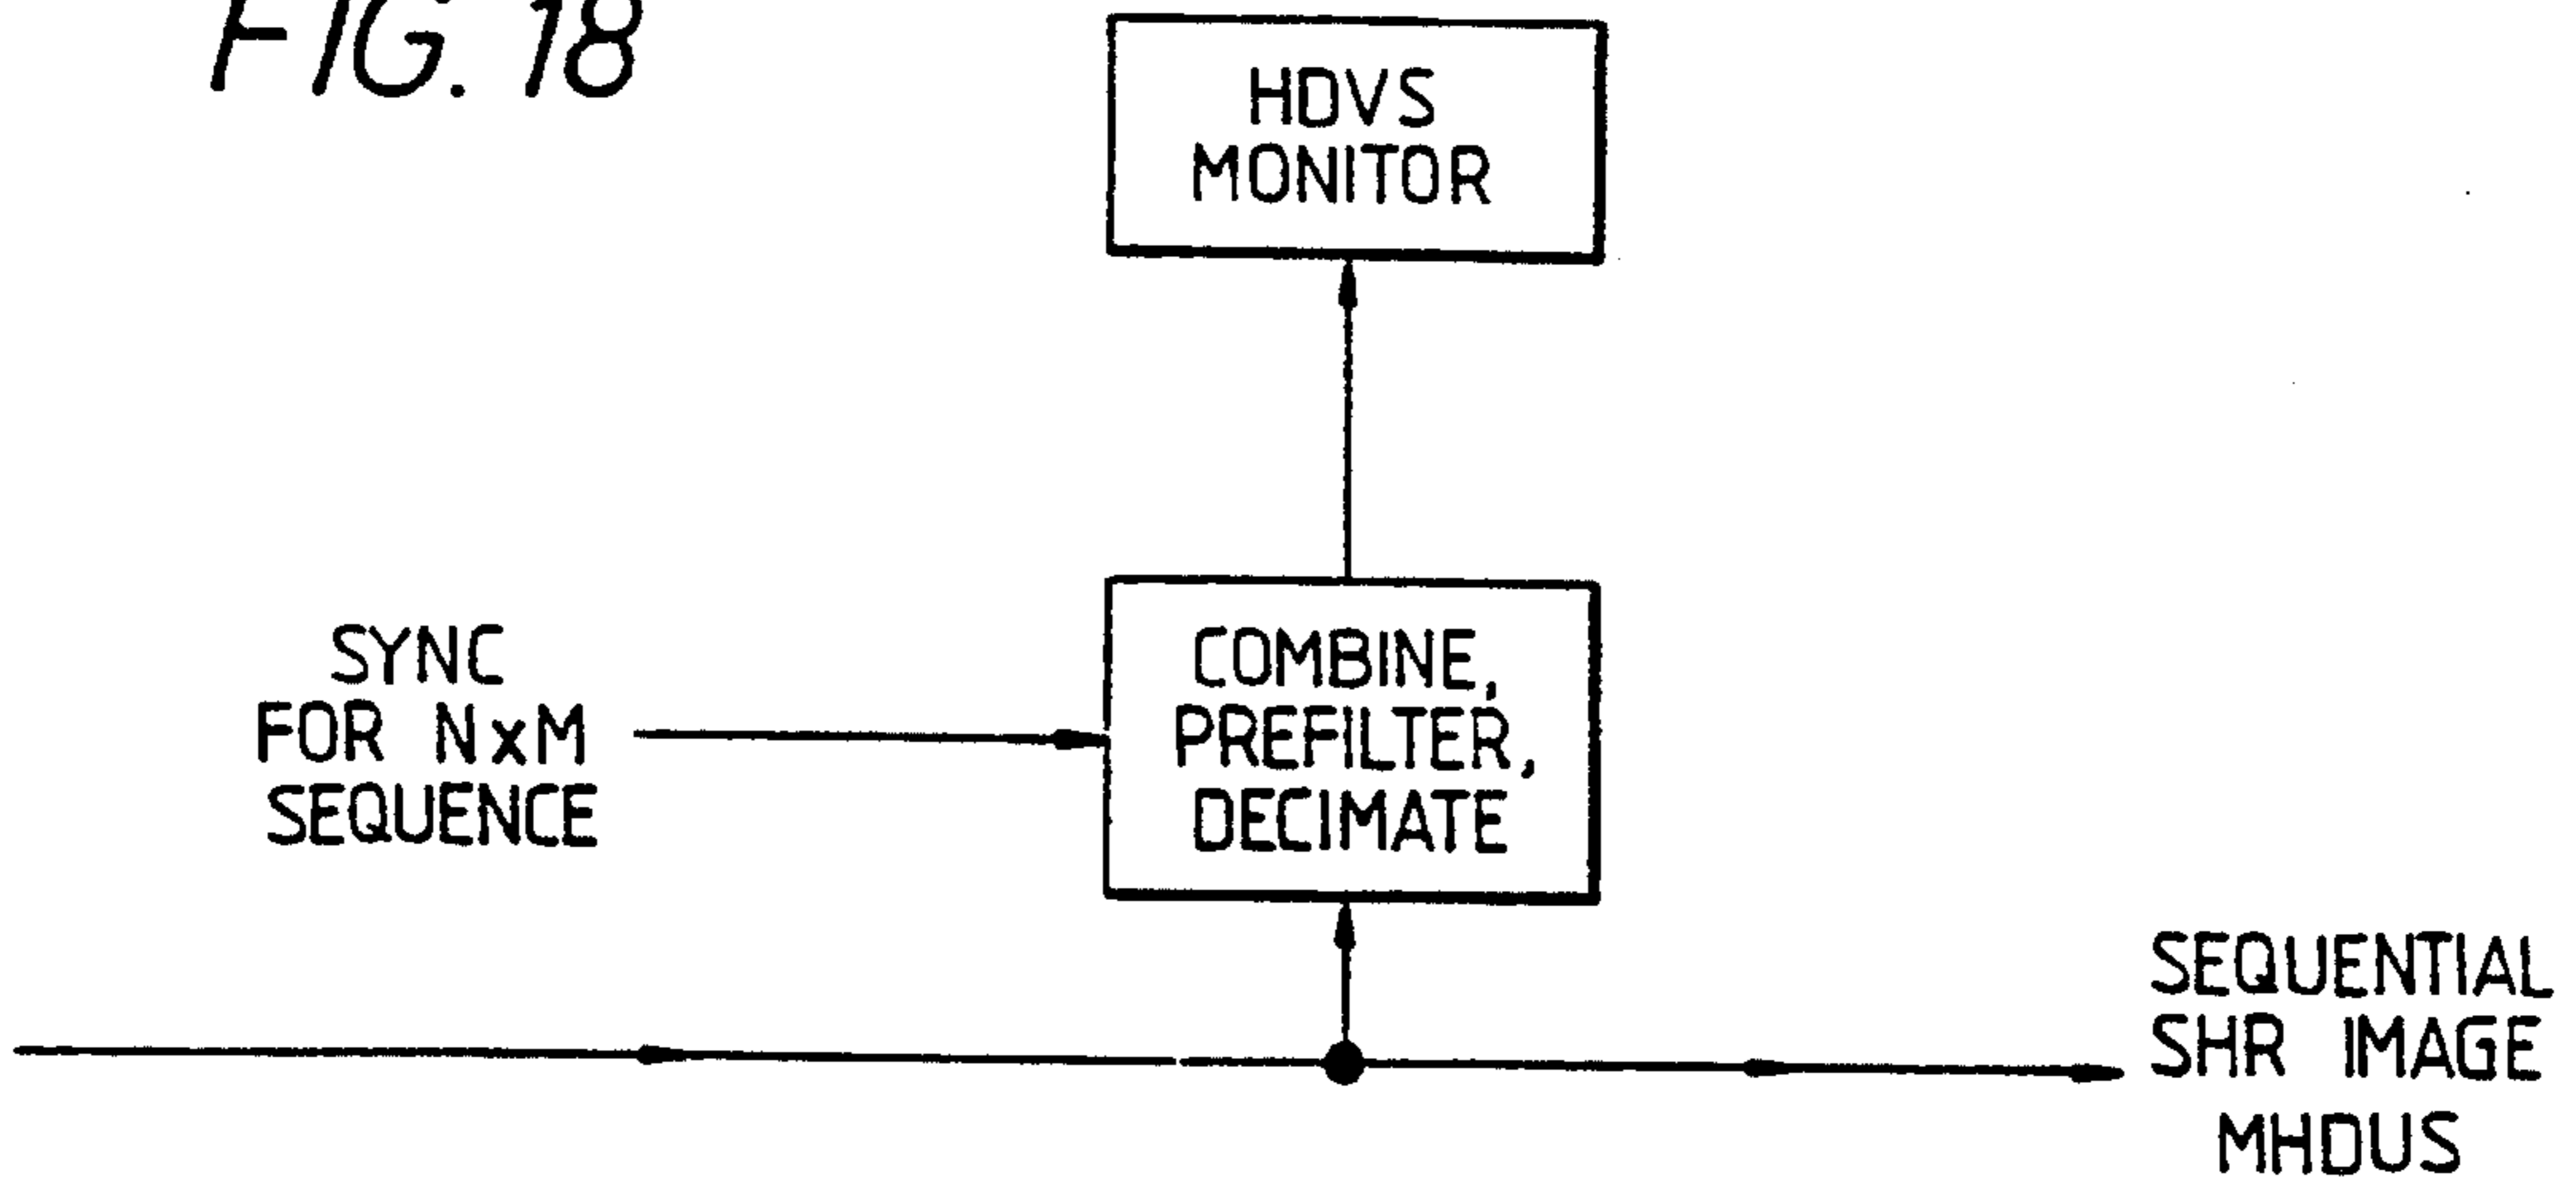 FIG. 18
HDVS
MONITOR
SYNC
FOR NxM
SEQUENCE
COMBINE,
PREFILTER,
DECIMATE
SEQUENTIAL
SHR IMAGE
MHDUS